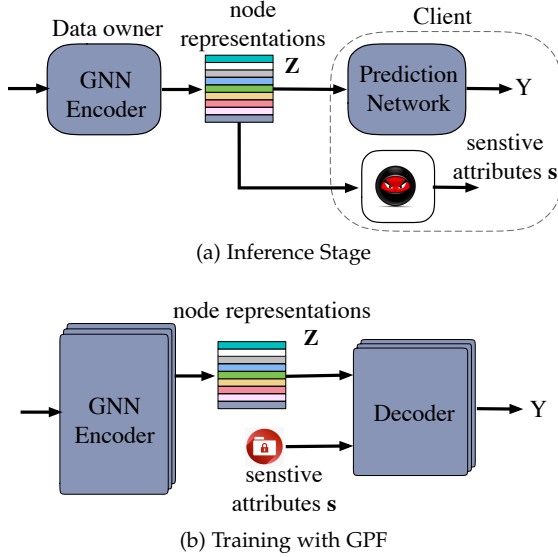 node
representations
Client
Data owner
Z
GNN
Encoder
Prediction
Network
Y
senstive
attributes s
(a) Inference Stage
node representations
Z
GNN
Encoder
Decoder
Y
senstive
attributes s
(b) Training with GPF